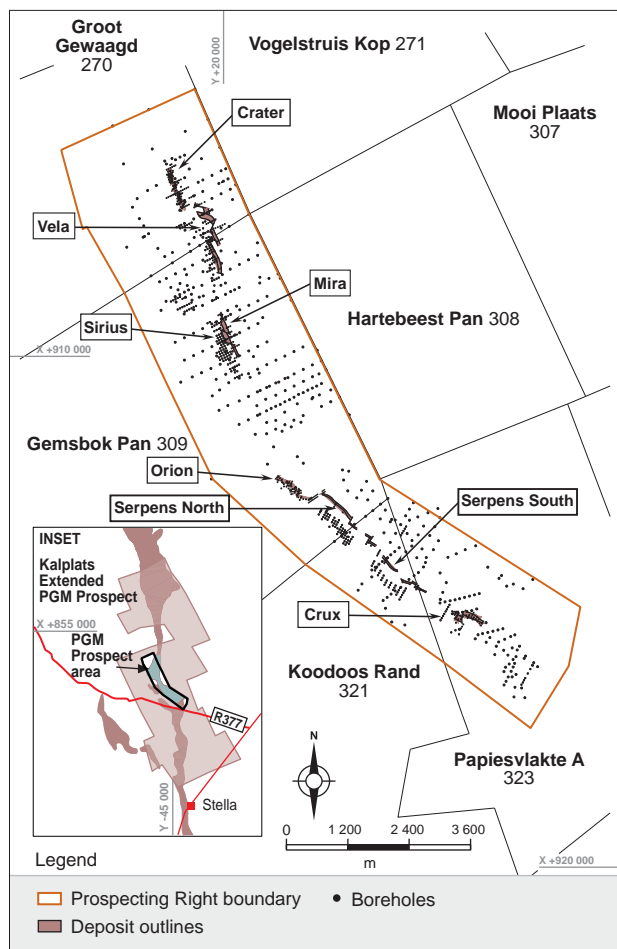 Groot
Gewaagd
270
Y +20 000
Vogelstruis Kop 271
Mooi Plaats
307
Crater
Vela
Mira
Sirius
Hartebeest Pan 308
X +910 000
Gemsbok Pan 309
Orion
Serpens North
Serpens South
INSET
Kalplats
Extended
PGM Prospect
X +855 000
PGM
Prospect
area
R377
Y -45 000
Stella
Crux
Koodoos Rand
321
N
Papiesvlakte A
323
0 1 200 2 400 3 600
m
X +920 000
Legend
Prospecting Right boundary
Boreholes
Deposit outlines